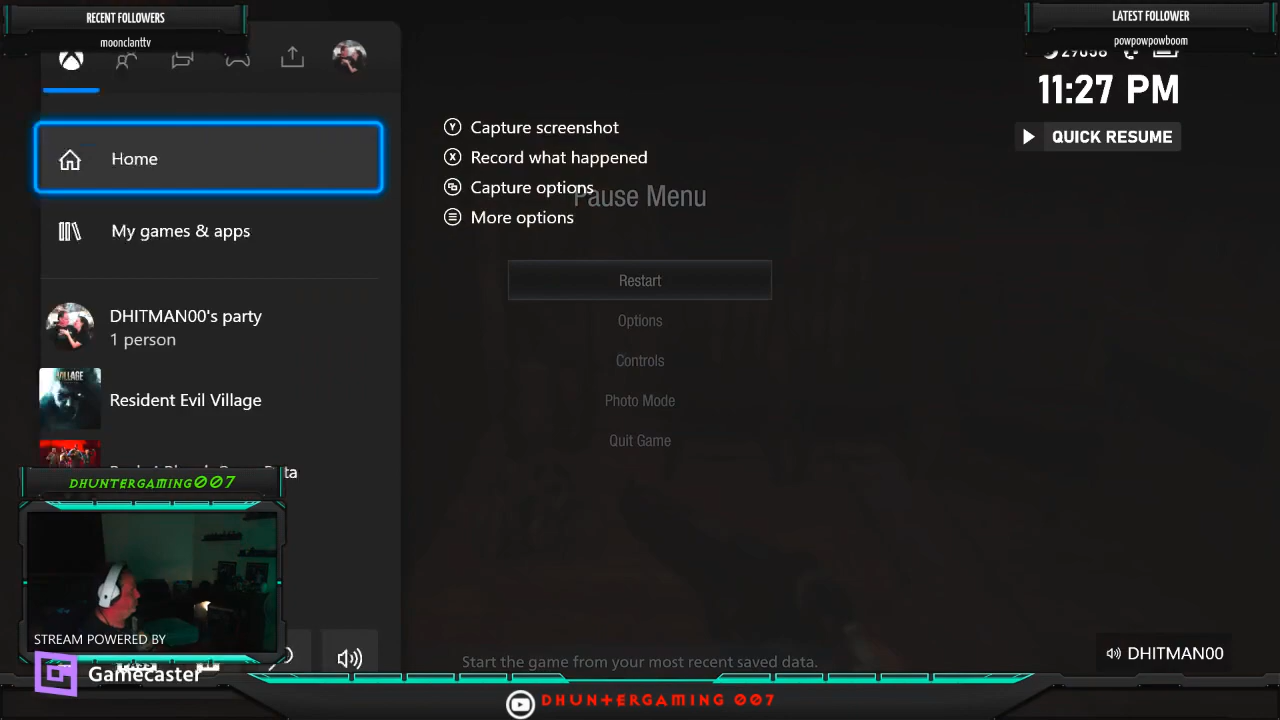 RECENT FOLLOWERS
moonclanttv
LATEST FOLLOWER
powpowpowboom
11:27 PM
QUICK RESUME
Home
My games & apps
DHITMAN00's party
1 person
Resident Evil Village
VILLAGE
Y Capture screenshot
X Record what happened
Capture options
More options
Pause Menu
Restart
Options
Controls
Photo Mode
Quit Game
DHUNTERGAMING007
STREAM POWERED BY
Gamecaster
Start the game from your most recent saved data.
DHITMAN00
DHUNTERGAMING 007